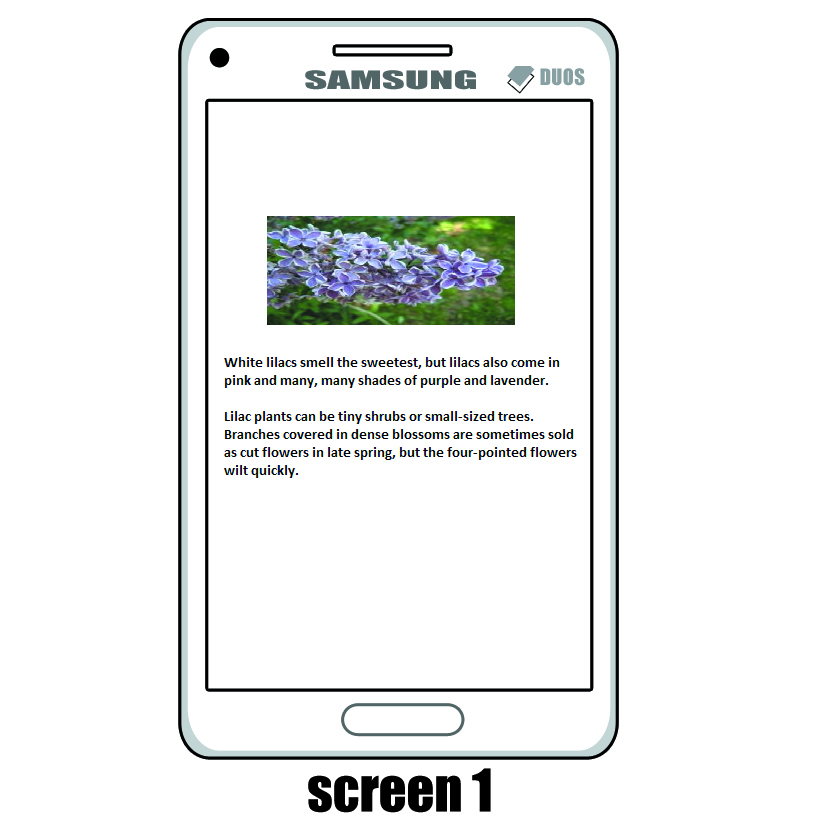 SAMSUNG DUOS
White lilacs smell the sweetest, but lilacs also come in
pink and many, many shades of purple and lavender.
Lilac plants can be tiny shrubs or small-sized trees.
Branches covered in dense blossoms are sometimes sold
as cut flowers in late spring, but the four-pointed flowers
wilt quickly.
screen 1